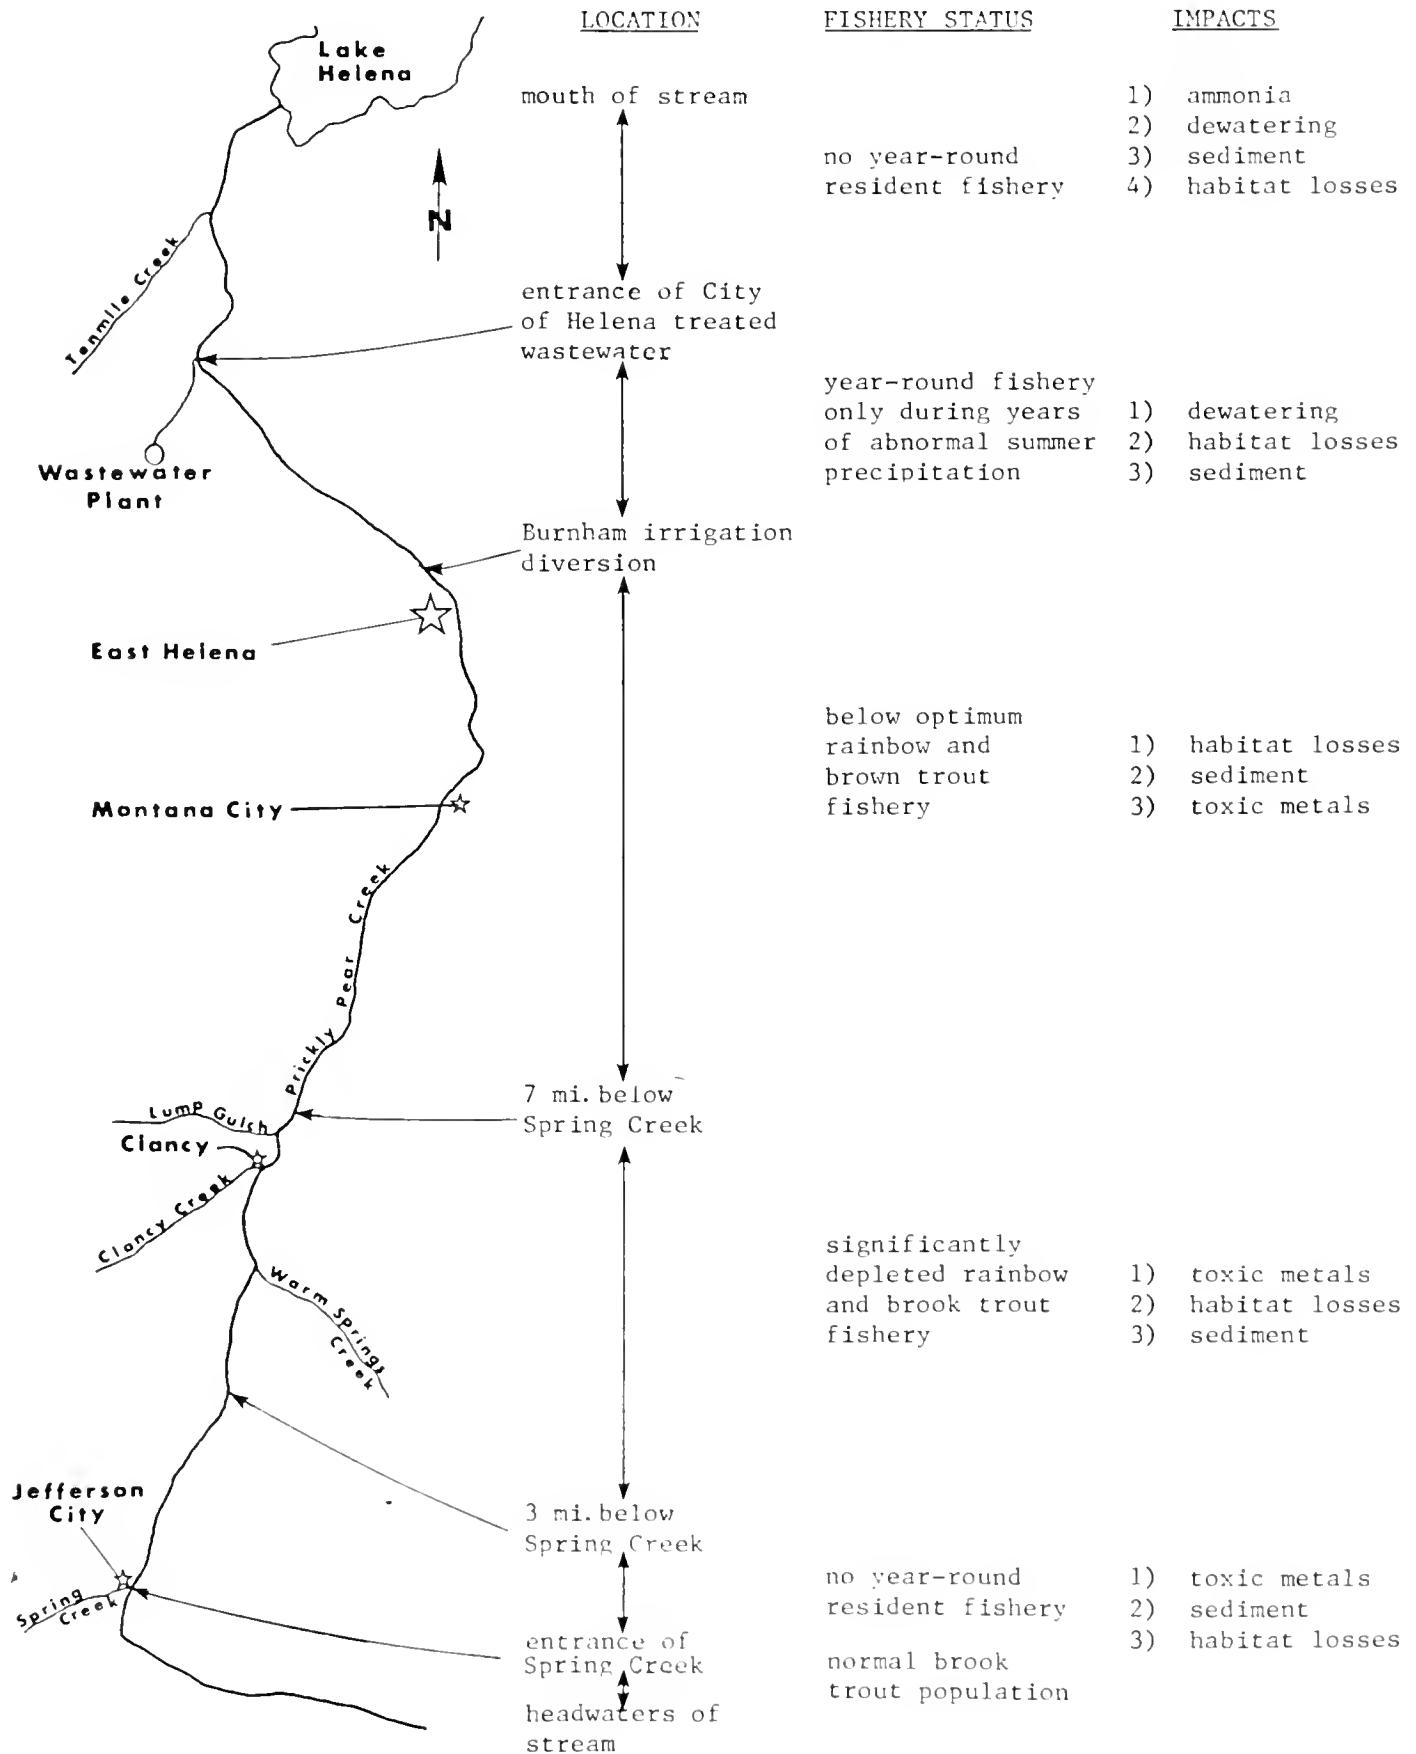 LOCATION
FISHERY STATUS
IMPACTS
Lake
Helena
mouth of stream
1) ammonia
2) dewatering
no year-round
3) sediment
resident fishery
4) habitat losses
N
Tenmile Creek
entrance of City
of Helena treated
wastewater
year-round fishery
only during years
1) dewatering
of abnormal summer
2) habitat losses
precipitation
3) sediment
Wastewater
Plant
Burnham irrigation
diversion
East Helena
below optimum
rainbow and
1) habitat losses
brown trout
2) sediment
fishery
3) toxic metals
Montana City
Prickly Pear Creek
7 mi. below
Spring Creek
Lump Gulch
Clancy
Clancy Creek
Warm Springs
Creek
significantly
depleted rainbow
1) toxic metals
and brook trout
2) habitat losses
fishery
3) sediment
Jefferson
City
3 mi. below
Spring Creek
Spring
Creek
no year-round
1) toxic metals
resident fishery
2) sediment
3) habitat losses
entrance of
Spring Creek
normal brook
trout population
headwaters of
stream